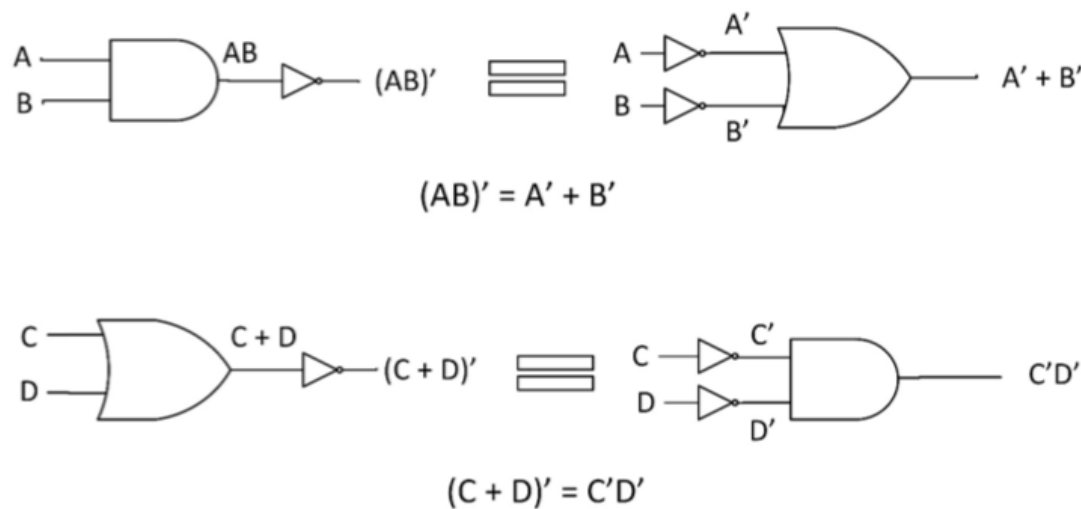 A
B
AB
(AB)’
A
B
A’
B’
A’ + B’
(AB)’ = A’ + B’
C
D
C + D
(C + D)’
C
D
C’
D’
C’D’
(C + D)’ = C’D’